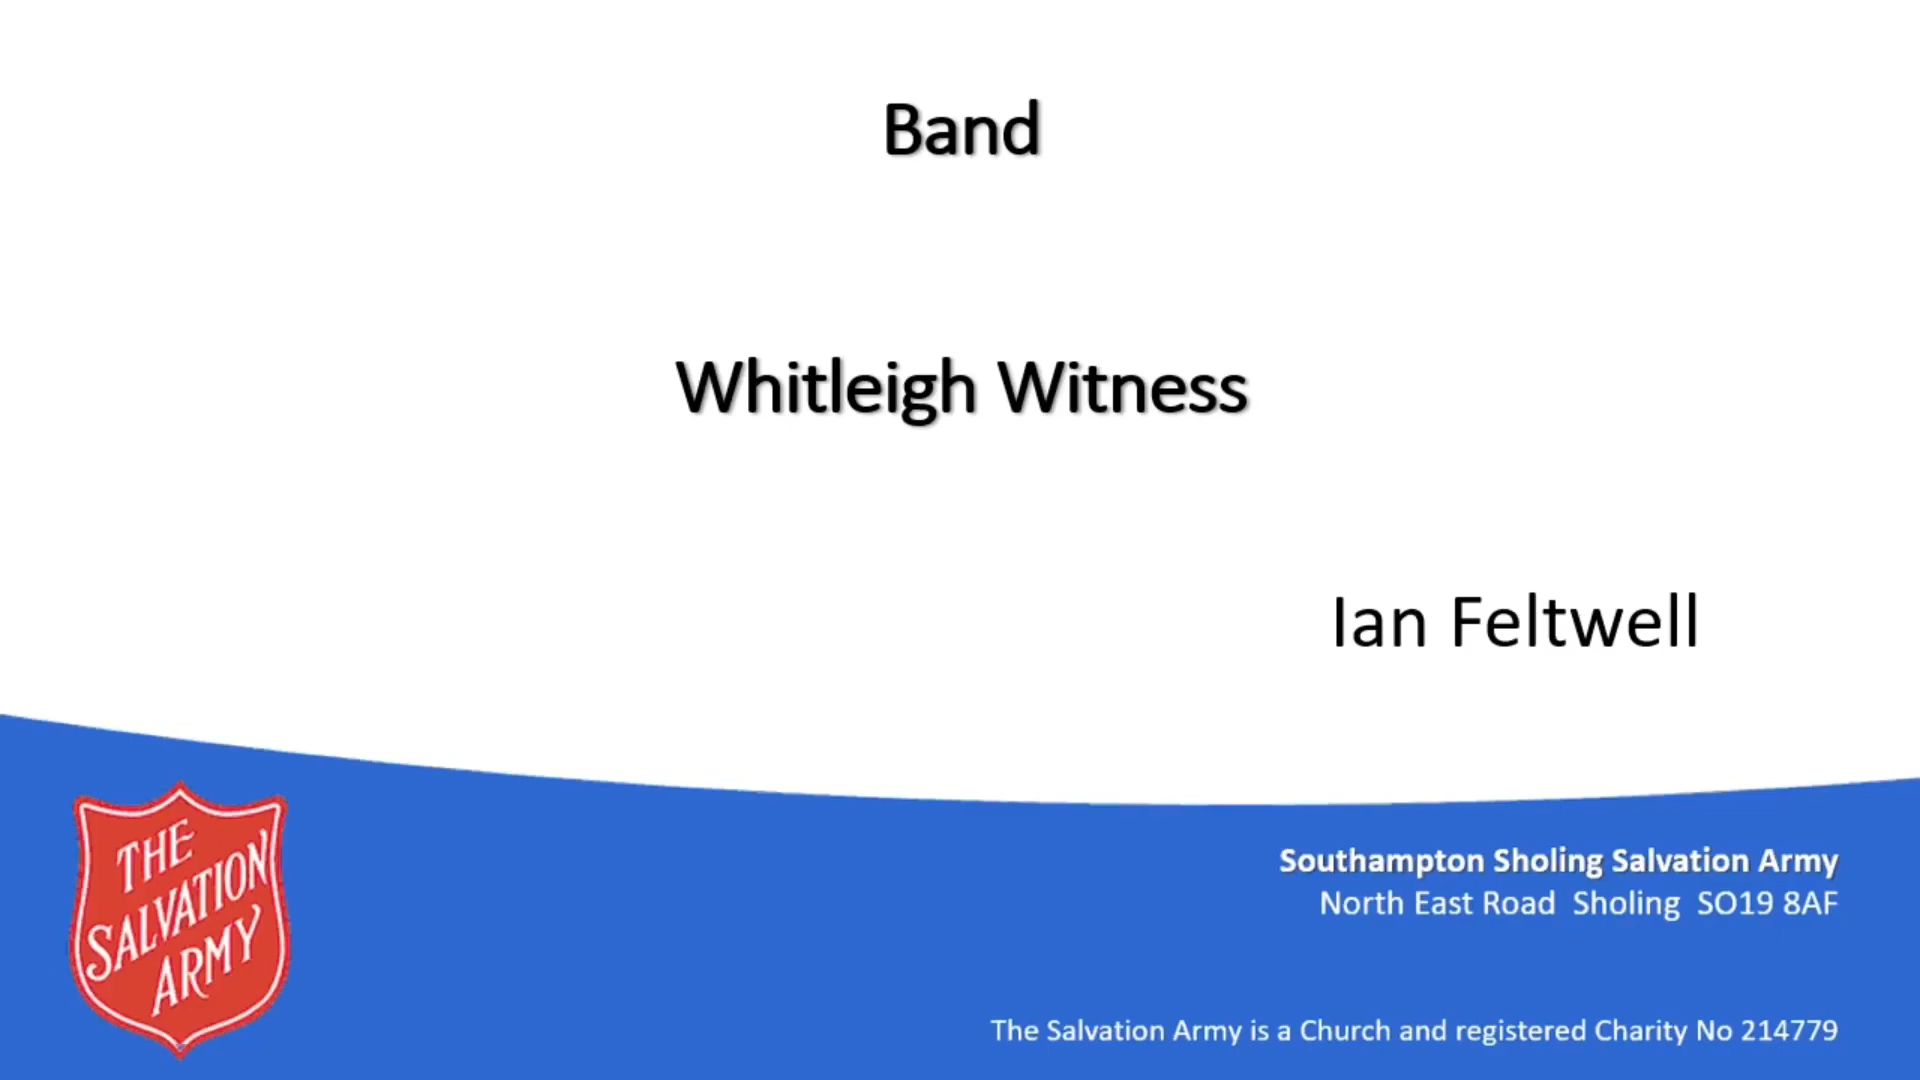 Band
Whitleigh Witness
Ian Feltwell
THE
SALVATION
ARMY
Southampton Sholing Salvation Army
North East Road  Sholing  SO19 8AF
The Salvation Army is a Church and registered Charity No 214779